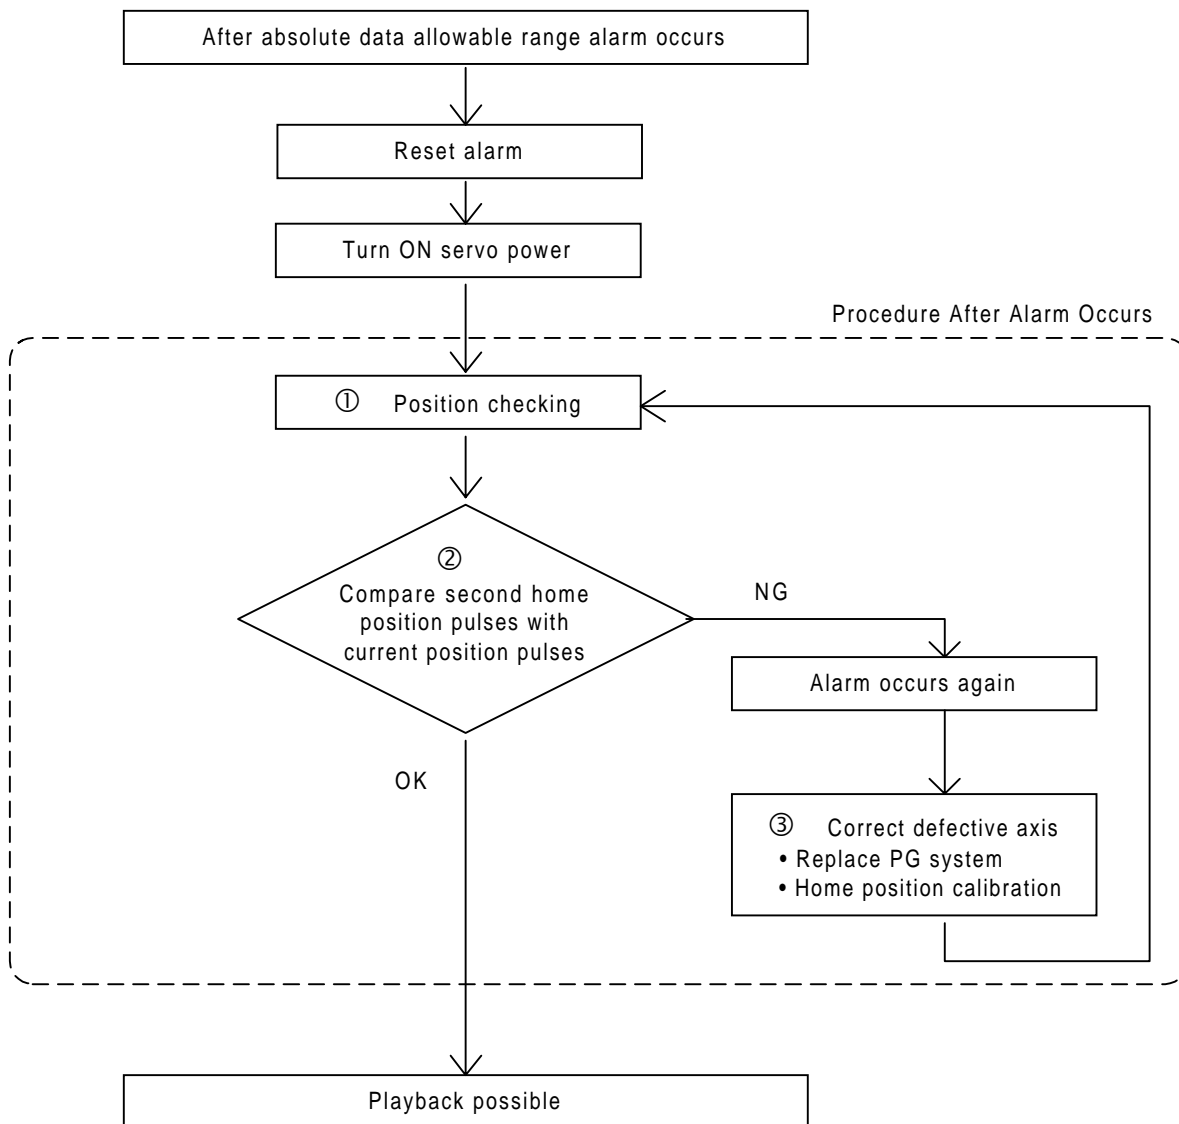 After absolute data allowable range alarm occurs
Reset alarm
Turn ON servo power
Procedure After Alarm Occurs
① Position checking
②
Compare second home
position pulses with
current position pulses
NG
Alarm occurs again
OK
③ Correct defective axis
• Replace PG system
• Home position calibration
Playback possible